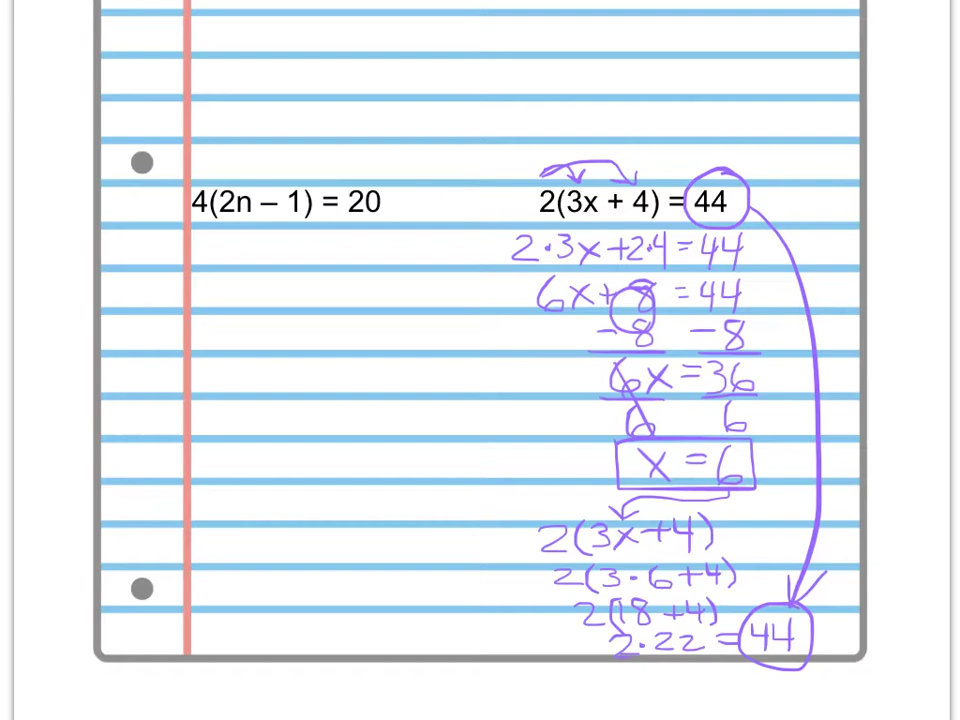 4(2n – 1) = 20
2(3x + 4) = 44
2·3x+2·4=44
6x+8=44
-8 -8
6x=36
6 6
x=6
2(3x+4)
2(3·6+4)
2(18+4)
2·22=44